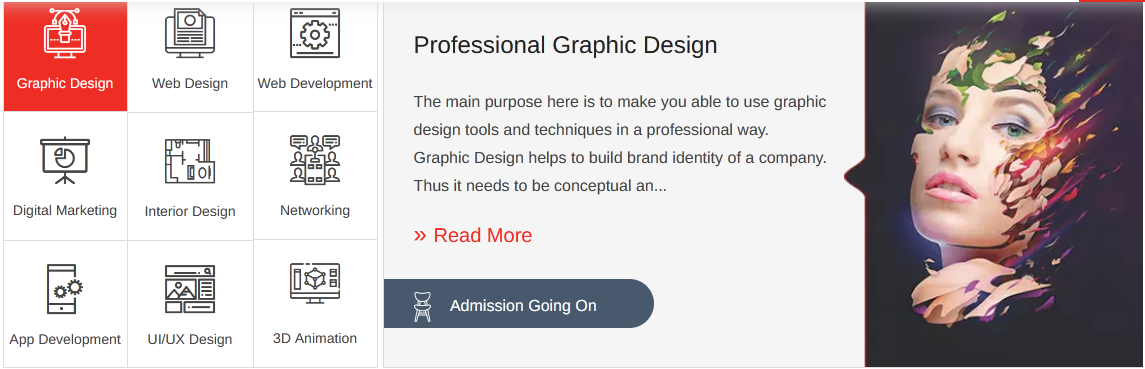 Graphic Design
Web Design
Web Development
Digital Marketing
Interior Design
Networking
App Development
UI/UX Design
3D Animation
Professional Graphic Design
The main purpose here is to make you able to use graphic
design tools and techniques in a professional way.
Graphic Design helps to build brand identity of a company.
Thus it needs to be conceptual an...
» Read More
Admission Going On